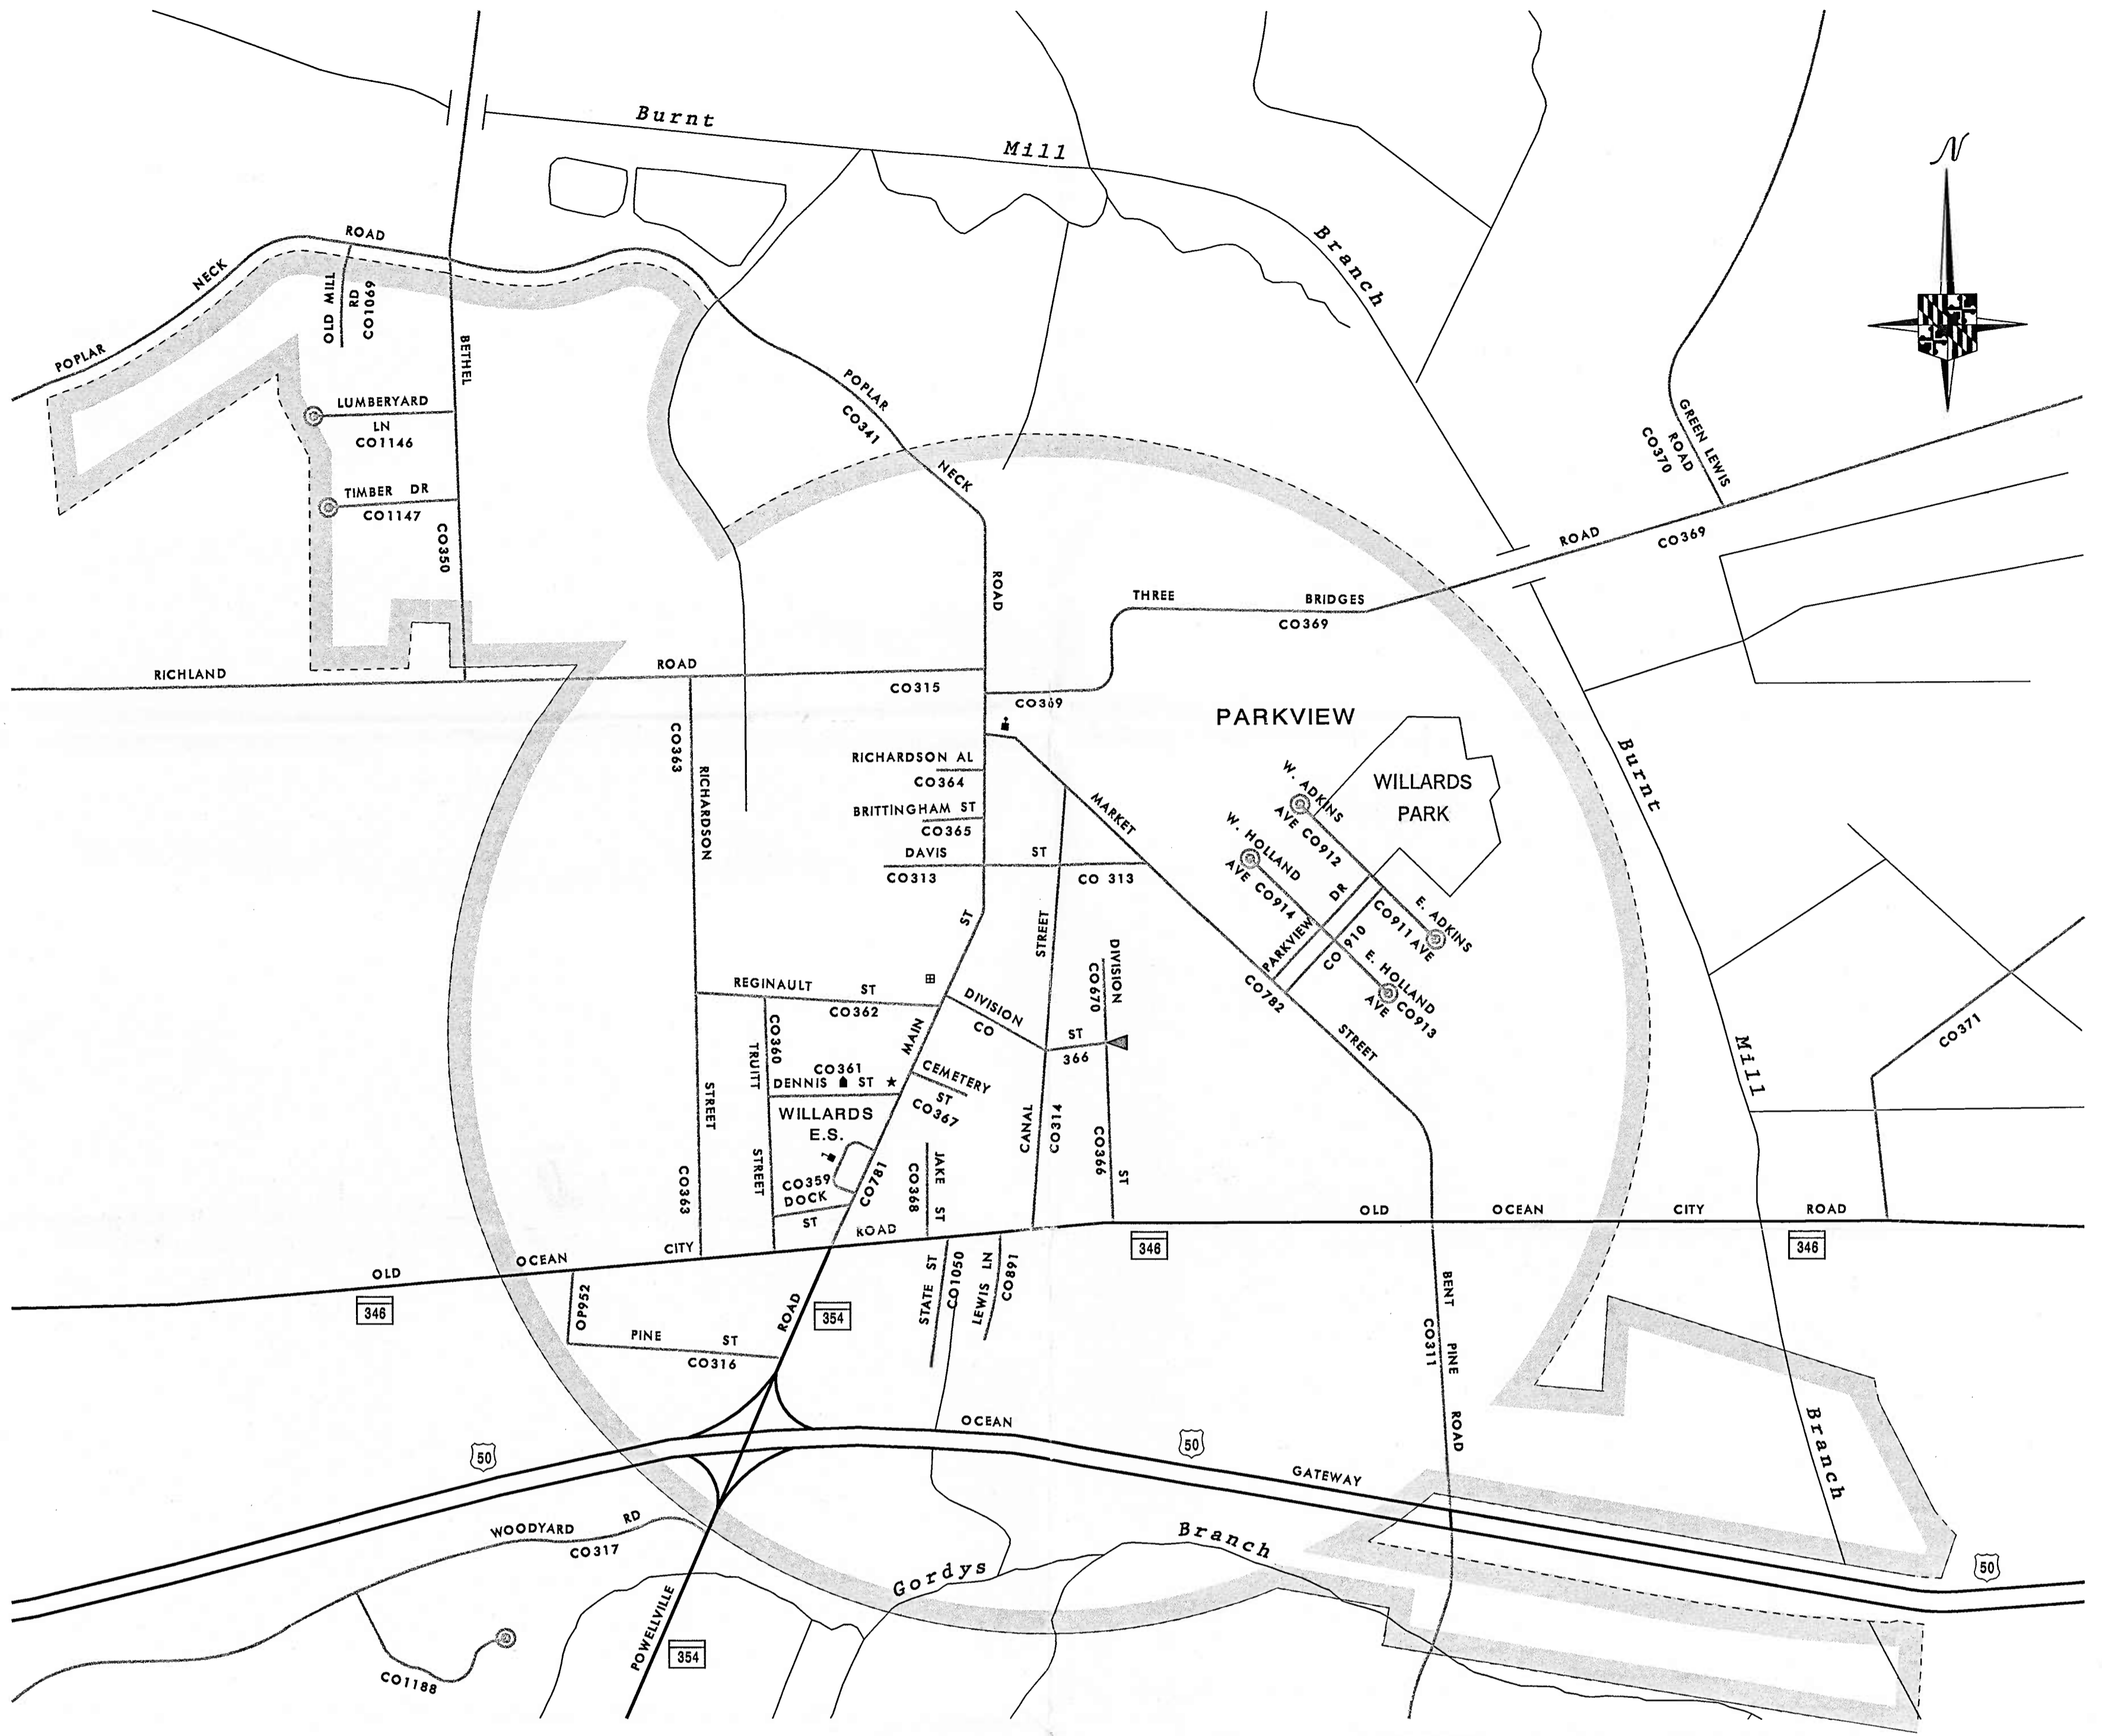 N
Burnt
Mill
Branch
ROAD
NECK
POPLAR
OLD MILL
RD
CO1069
BETHEL
LUMBERYARD
LN
CO1146
TIMBER DR
CO1147
CO350
POPLAR
CO341
NECK
ROAD
GREEN LEWIS
ROAD
CO370
ROAD
CO369
THREE
BRIDGES
CO369
RICHLAND
ROAD
CO315
CO369
CO363
RICHARDSON
RICHARDSON AL
CO364
BRITTINGHAM ST
CO365
DAVIS
ST
CO313
CO 313
MARKET
PARKVIEW
WILLARDS
PARK
W. ADKINS
AVE CO912
W. HOLLAND
AVE CO914
DR
PARKVIEW
CO 910
E. ADKINS
CO911 AVE
E. HOLLAND
AVE CO913
CO782
STREET
Burnt
Mill
CO371
ST
STREET
DIVISION
CO670
REGINAULT ST
CO362
DIVISION
CO
ST
366
MAIN
CO360
TRUITT
CO361
DENNIS ST
CEMETERY
ST
CO367
WILLARDS
E.S.
STREET
STREET
CO359
DOCK
ST
CO781
JAKE ST
CO368
CANAL
CO314
CO366
ST
CO363
OLD
OCEAN
CITY
ROAD
346
OLD
OCEAN
CITY
ROAD
346
346
OP952
PINE
ST
CO316
ROAD
354
STATE ST
CO1050
LEWIS LN
CO891
BENT
PINE
ROAD
CO311
Branch
OCEAN
GATEWAY
50
50
50
WOODYARD
RD
CO317
Gordys
Branch
CO1188
POWELLVILLE
354